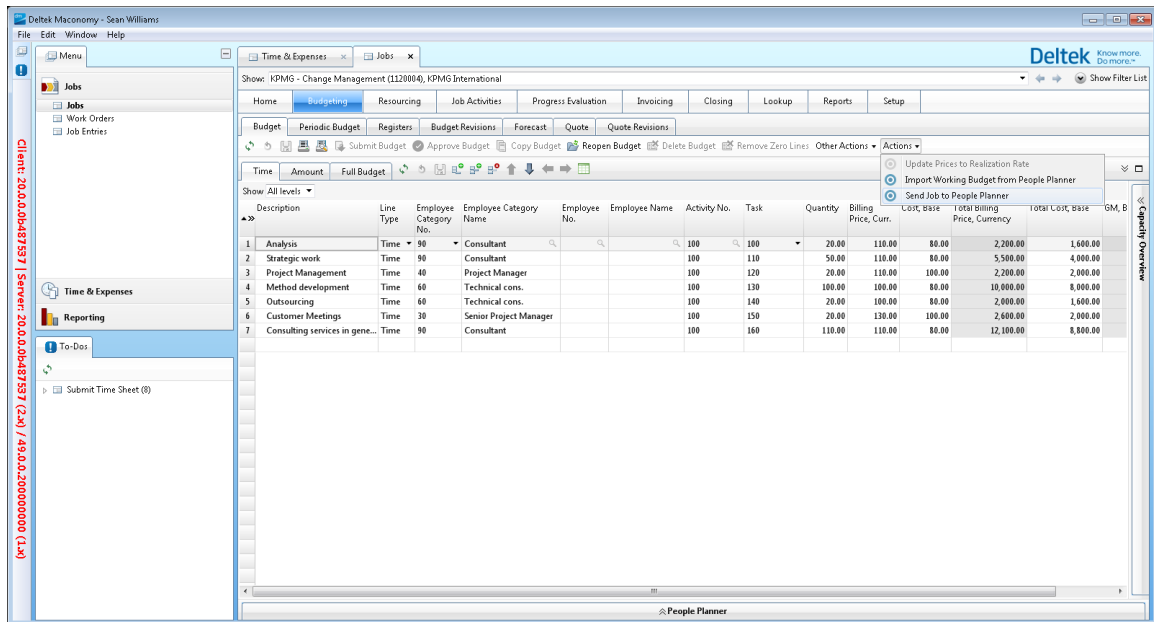 Deltek Maconomy - Sean Williams
File Edit Window Help
Menu
Jobs
Jobs
Work Orders
Job Entries
Time & Expenses
Reporting
To-Dos
Submit Time Sheet (8)
Client: 20.0.0.0b487537 | Server: 20.0.0.0b487537 (2.x) / 49.0.0.200000000 (1.x)
Time & Expenses Jobs
Deltek Know more. Do more.™
Show: KPMG - Change Management (1120004), KPMG International
Show Filter List
Home Budgeting Resourcing Job Activities Progress Evaluation Invoicing Closing Lookup Reports Setup
Budget Periodic Budget Registers Budget Revisions Forecast Quote Quote Revisions
Submit Budget Approve Budget Copy Budget Reopen Budget Delete Budget Remove Zero Lines Other Actions Actions
Update Prices to Realization Rate
Import Working Budget from People Planner
Send Job to People Planner
Time Amount Full Budget
Show All levels
Description Line Type Employee Category No. Employee Category Name Employee No. Employee Name Activity No. Task Quantity Billing Price, Curr. Cost, Base Total Billing Price, Currency Total Cost, Base GM, B
1 Analysis Time 90 Consultant 100 100 20.00 110.00 80.00 2,200.00 1,600.00
2 Strategic work Time 90 Consultant 100 110 50.00 110.00 80.00 5,500.00 4,000.00
3 Project Management Time 40 Project Manager 100 120 20.00 110.00 100.00 2,200.00 2,000.00
4 Method development Time 60 Technical cons. 100 130 100.00 100.00 80.00 10,000.00 8,000.00
5 Outsourcing Time 60 Technical cons. 100 140 20.00 100.00 80.00 2,000.00 1,600.00
6 Customer Meetings Time 30 Senior Project Manager 100 150 20.00 130.00 100.00 2,600.00 2,000.00
7 Consulting services in gene... Time 90 Consultant 100 160 110.00 110.00 80.00 12,100.00 8,800.00
Capacity Overview
People Planner